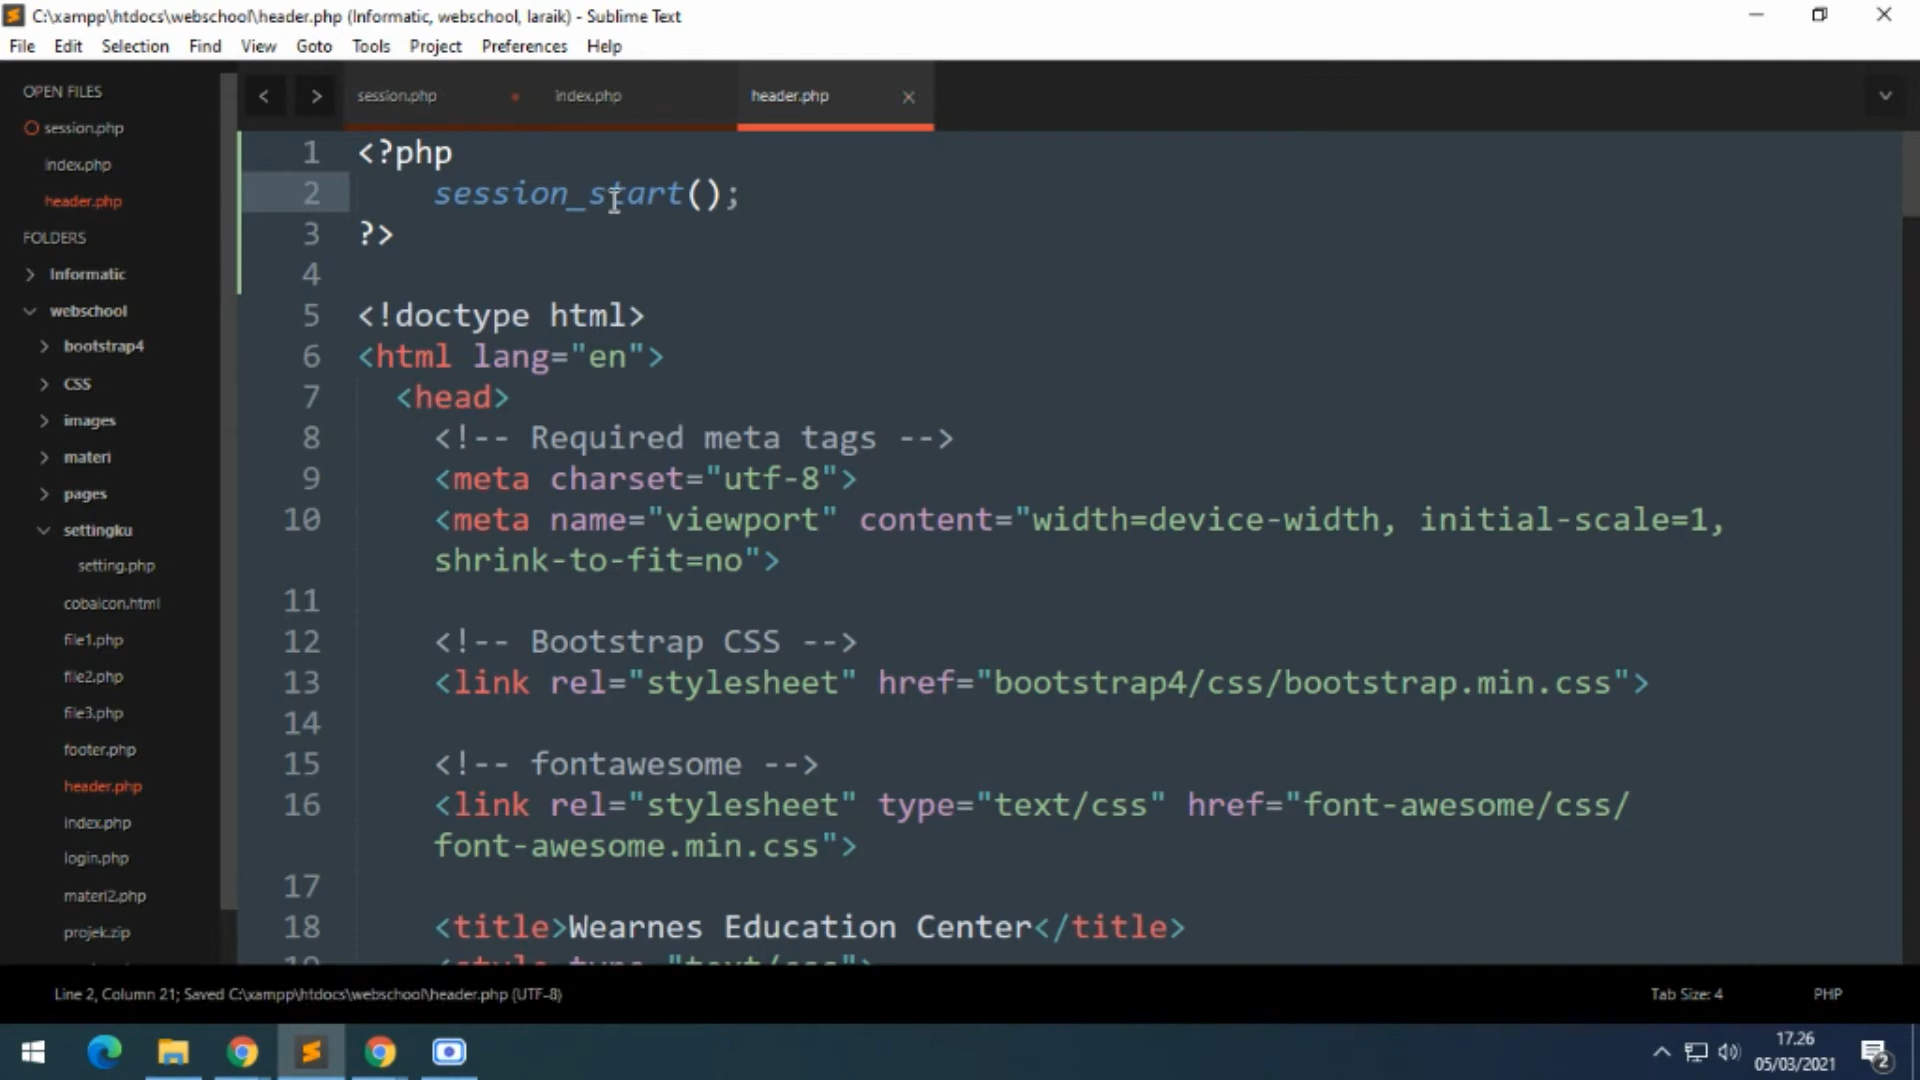 C:\xampp\htdocs\webschool\header.php (Informatic, webschool, laraik) - Sublime Text
File Edit Selection Find View Goto Tools Project Preferences Help
OPEN FILES
session.php
index.php
header.php
FOLDERS
Informatic
webschool
bootstrap4
CSS
images
materi
pages
settingku
setting.php
cobaicon.html
file1.php
file2.php
file3.php
footer.php
header.php
index.php
login.php
materi2.php
projek.zip
session.php index.php header.php
1 <?php
2 session_start();
3 ?>
4
5 <!doctype html>
6 <html lang="en">
7 <head>
8 <!-- Required meta tags -->
9 <meta charset="utf-8">
10 <meta name="viewport" content="width=device-width, initial-scale=1,
shrink-to-fit=no">
11
12 <!-- Bootstrap CSS -->
13 <link rel="stylesheet" href="bootstrap4/css/bootstrap.min.css">
14
15 <!-- fontawesome -->
16 <link rel="stylesheet" type="text/css" href="font-awesome/css/
font-awesome.min.css">
17
18 <title>Wearnes Education Center</title>
19 <style type="text/css">
Line 2, Column 21; Saved C:\xampp\htdocs\webschool\header.php (UTF-8) Tab Size: 4 PHP
17.26
05/03/2021
2